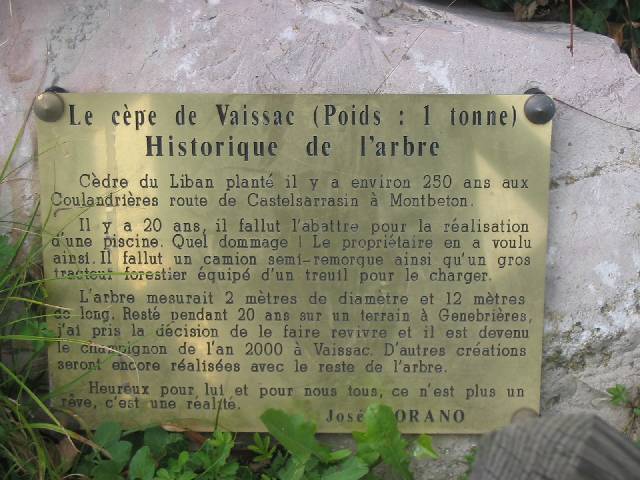 Le cèpe de Vaissac (Poids : 1 tonne)
Historique de l'arbre
Cèdre du Liban planté il y a environ 250 ans aux
Coulandrières route de Castelsarrasin à Montbeton.
Il y a 20 ans, il fallut l'abattre pour la réalisation
d'une piscine. Quel dommage ! Le propriétaire en a voulu
ainsi. Il fallut un camion semi-remorque ainsi qu'un gros
tracteur forestier équipé d'un treuil pour le charger.
L'arbre mesurait 2 mètres de diamètre et 12 mètres
de long. Resté pendant 20 ans sur un terrain à Genebrières,
j'ai pris la décision de le faire revivre et il est devenu
le champignon de l'an 2000 à Vaissac. D'autres créations
seront encore réalisées avec le reste de l'arbre.
Heureux pour lui et pour nous tous, ce n'est plus un
rêve, c'est une réalité.
José ORANO